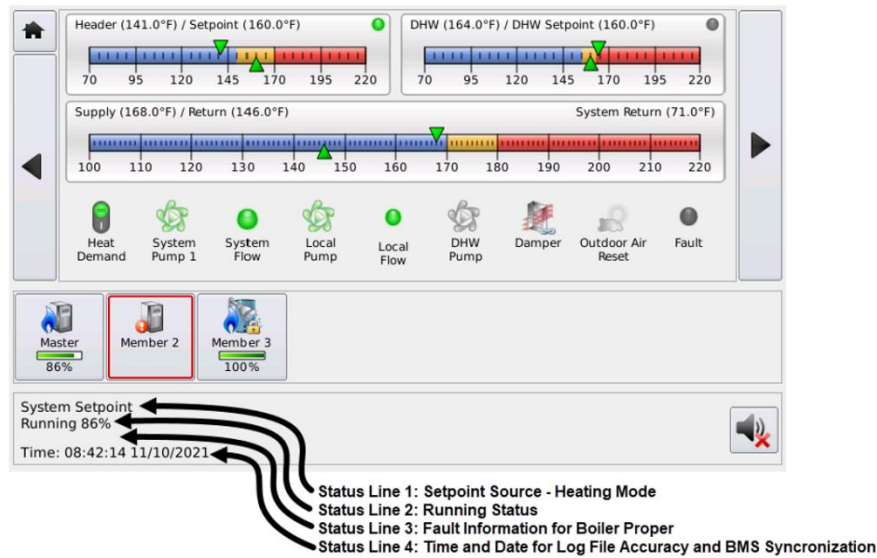 Header (141.0°F) / Setpoint (160.0°F)
DHW (164.0°F) / DHW Setpoint (160.0°F)
70 95 120 145 170 195 220
70 95 120 145 170 195 220
Supply (168.0°F) / Return (146.0°F)
System Return (71.0°F)
100 110 120 130 140 150 160 170 180 190 200 210 220
Heat Demand
System Pump 1
System Flow
Local Pump
Local Flow
DHW Pump
Damper
Outdoor Air Reset
Fault
Master
86%
Member 2
Member 3
100%
System Setpoint
Running 86%
Time: 08:42:14 11/10/2021
Status Line 1: Setpoint Source - Heating Mode
Status Line 2: Running Status
Status Line 3: Fault Information for Boiler Proper
Status Line 4: Time and Date for Log File Accuracy and BMS Syncronization